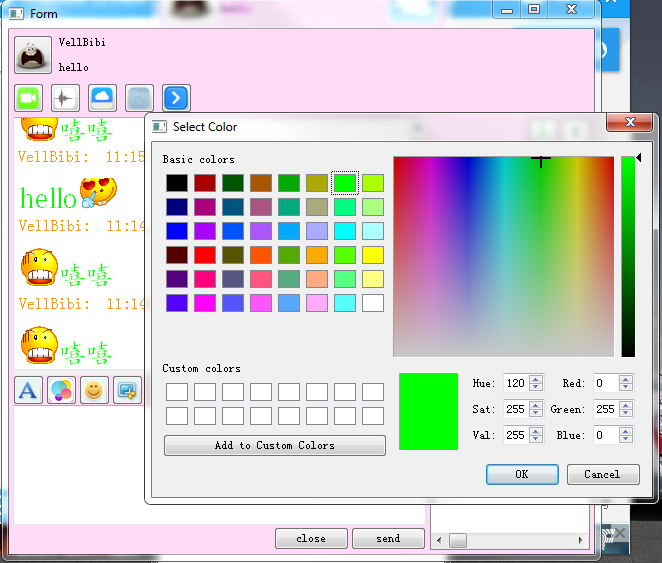 Form
VellBibi
hello
嘻嘻
VellBibi: 11:15
hello
VellBibi: 11:14
嘻嘻
VellBibi: 11:14
嘻嘻
A
close
send
Select Color
Basic colors
Custom colors
Add to Custom Colors
Hue: 120
Red: 0
Sat: 255
Green: 255
Val: 255
Blue: 0
OK
Cancel